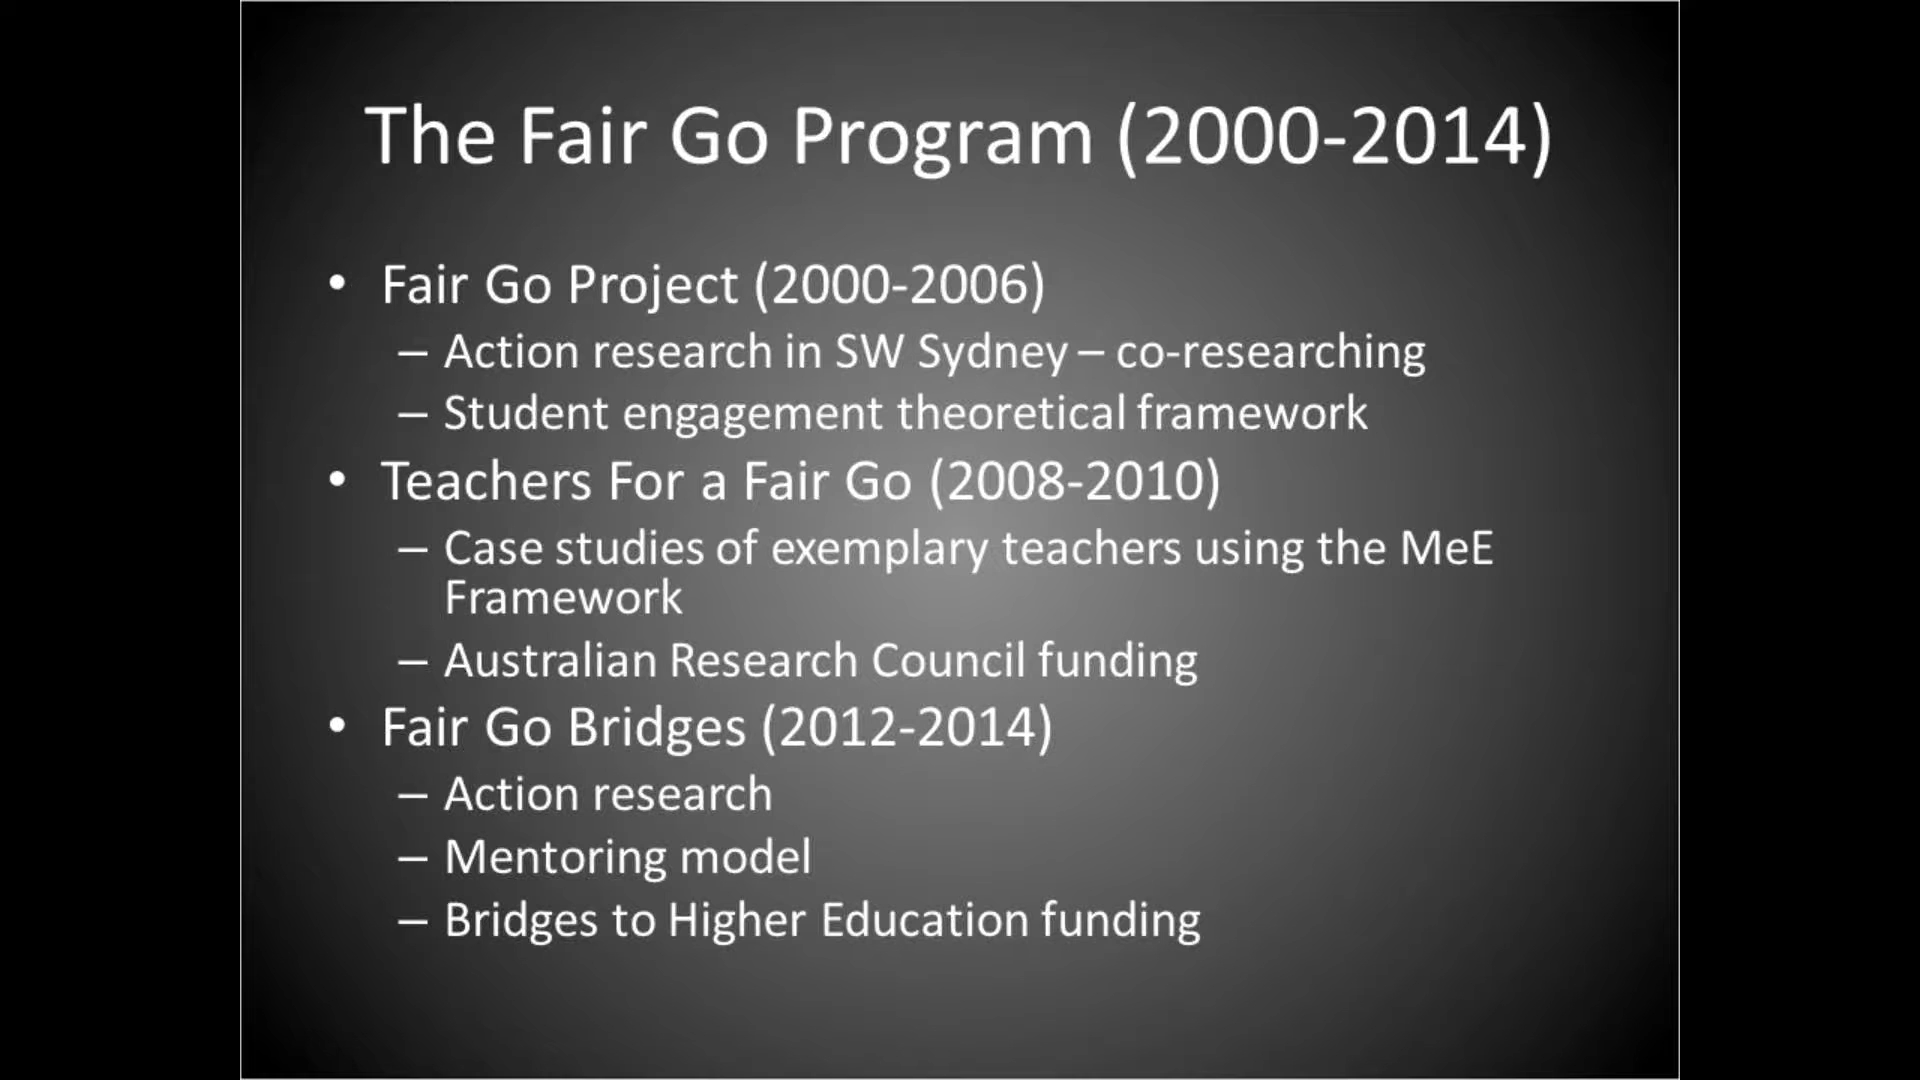 The Fair Go Program (2000-2014)
• Fair Go Project (2000-2006)
– Action research in SW Sydney – co-researching
– Student engagement theoretical framework
• Teachers For a Fair Go (2008-2010)
– Case studies of exemplary teachers using the MeE
Framework
– Australian Research Council funding
• Fair Go Bridges (2012-2014)
– Action research
– Mentoring model
– Bridges to Higher Education funding